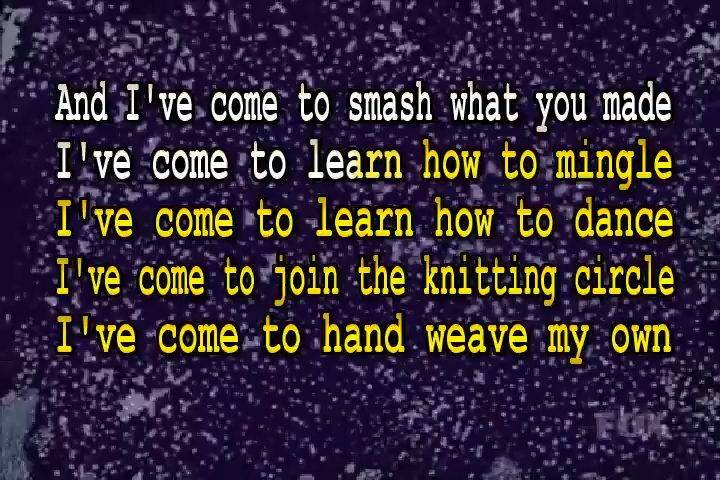 And I've come to smash what you made
I've come to learn how to mingle
I've come to learn how to dance
I've come to join the knitting circle
I've come to hand weave my own
FOX